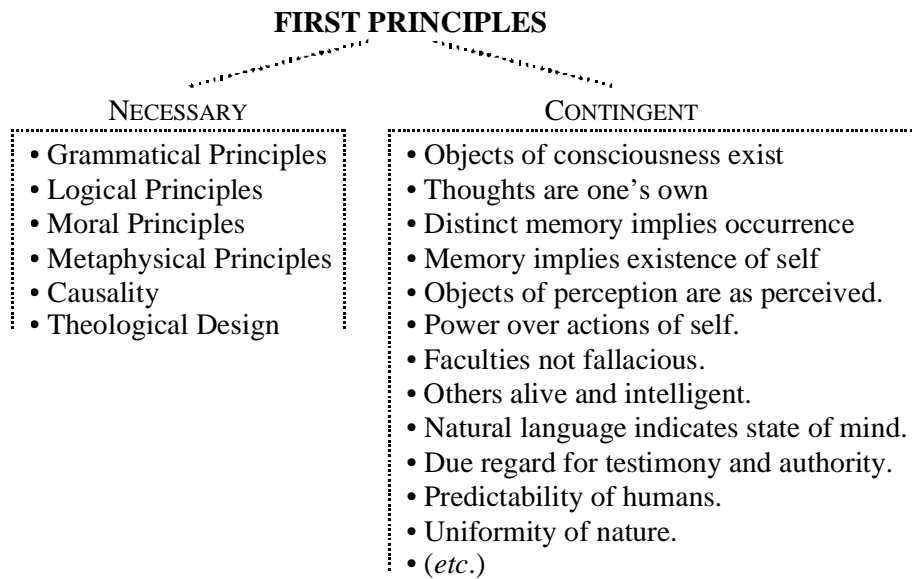 FIRST PRINCIPLES
NECESSARY
• Grammatical Principles
• Logical Principles
• Moral Principles
• Metaphysical Principles
• Causality
• Theological Design
CONTINGENT
• Objects of consciousness exist
• Thoughts are one’s own
• Distinct memory implies occurrence
• Memory implies existence of self
• Objects of perception are as perceived.
• Power over actions of self.
• Faculties not fallacious.
• Others alive and intelligent.
• Natural language indicates state of mind.
• Due regard for testimony and authority.
• Predictability of humans.
• Uniformity of nature.
• (etc.)